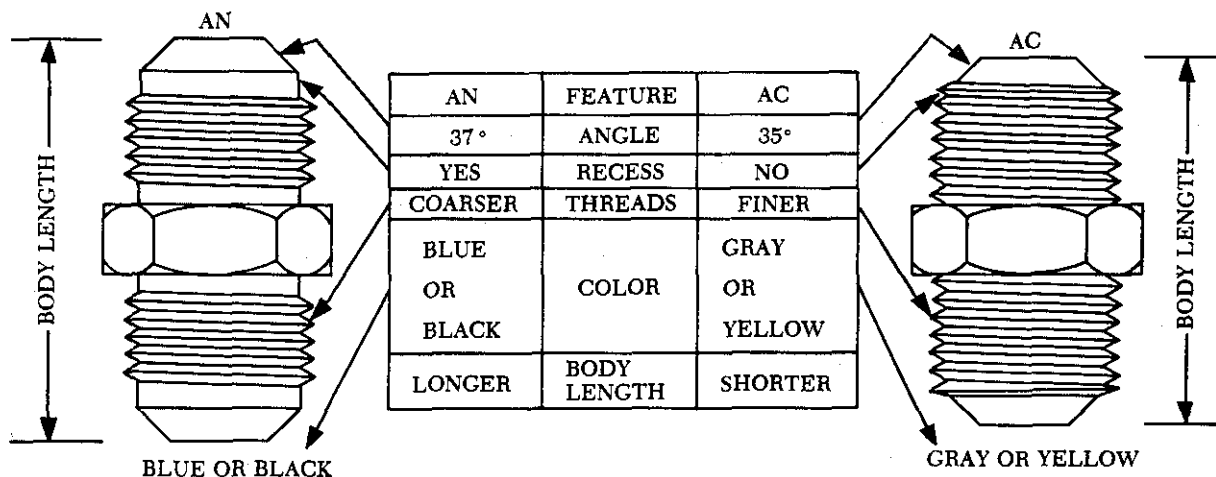 AN
AC
BODY LENGTH
AN FEATURE AC
37° ANGLE 35°
YES RECESS NO
COARSER THREADS FINER
BLUE GRAY
OR COLOR OR
BLACK YELLOW
LONGER BODY LENGTH SHORTER
BODY LENGTH
BLUE OR BLACK
GRAY OR YELLOW